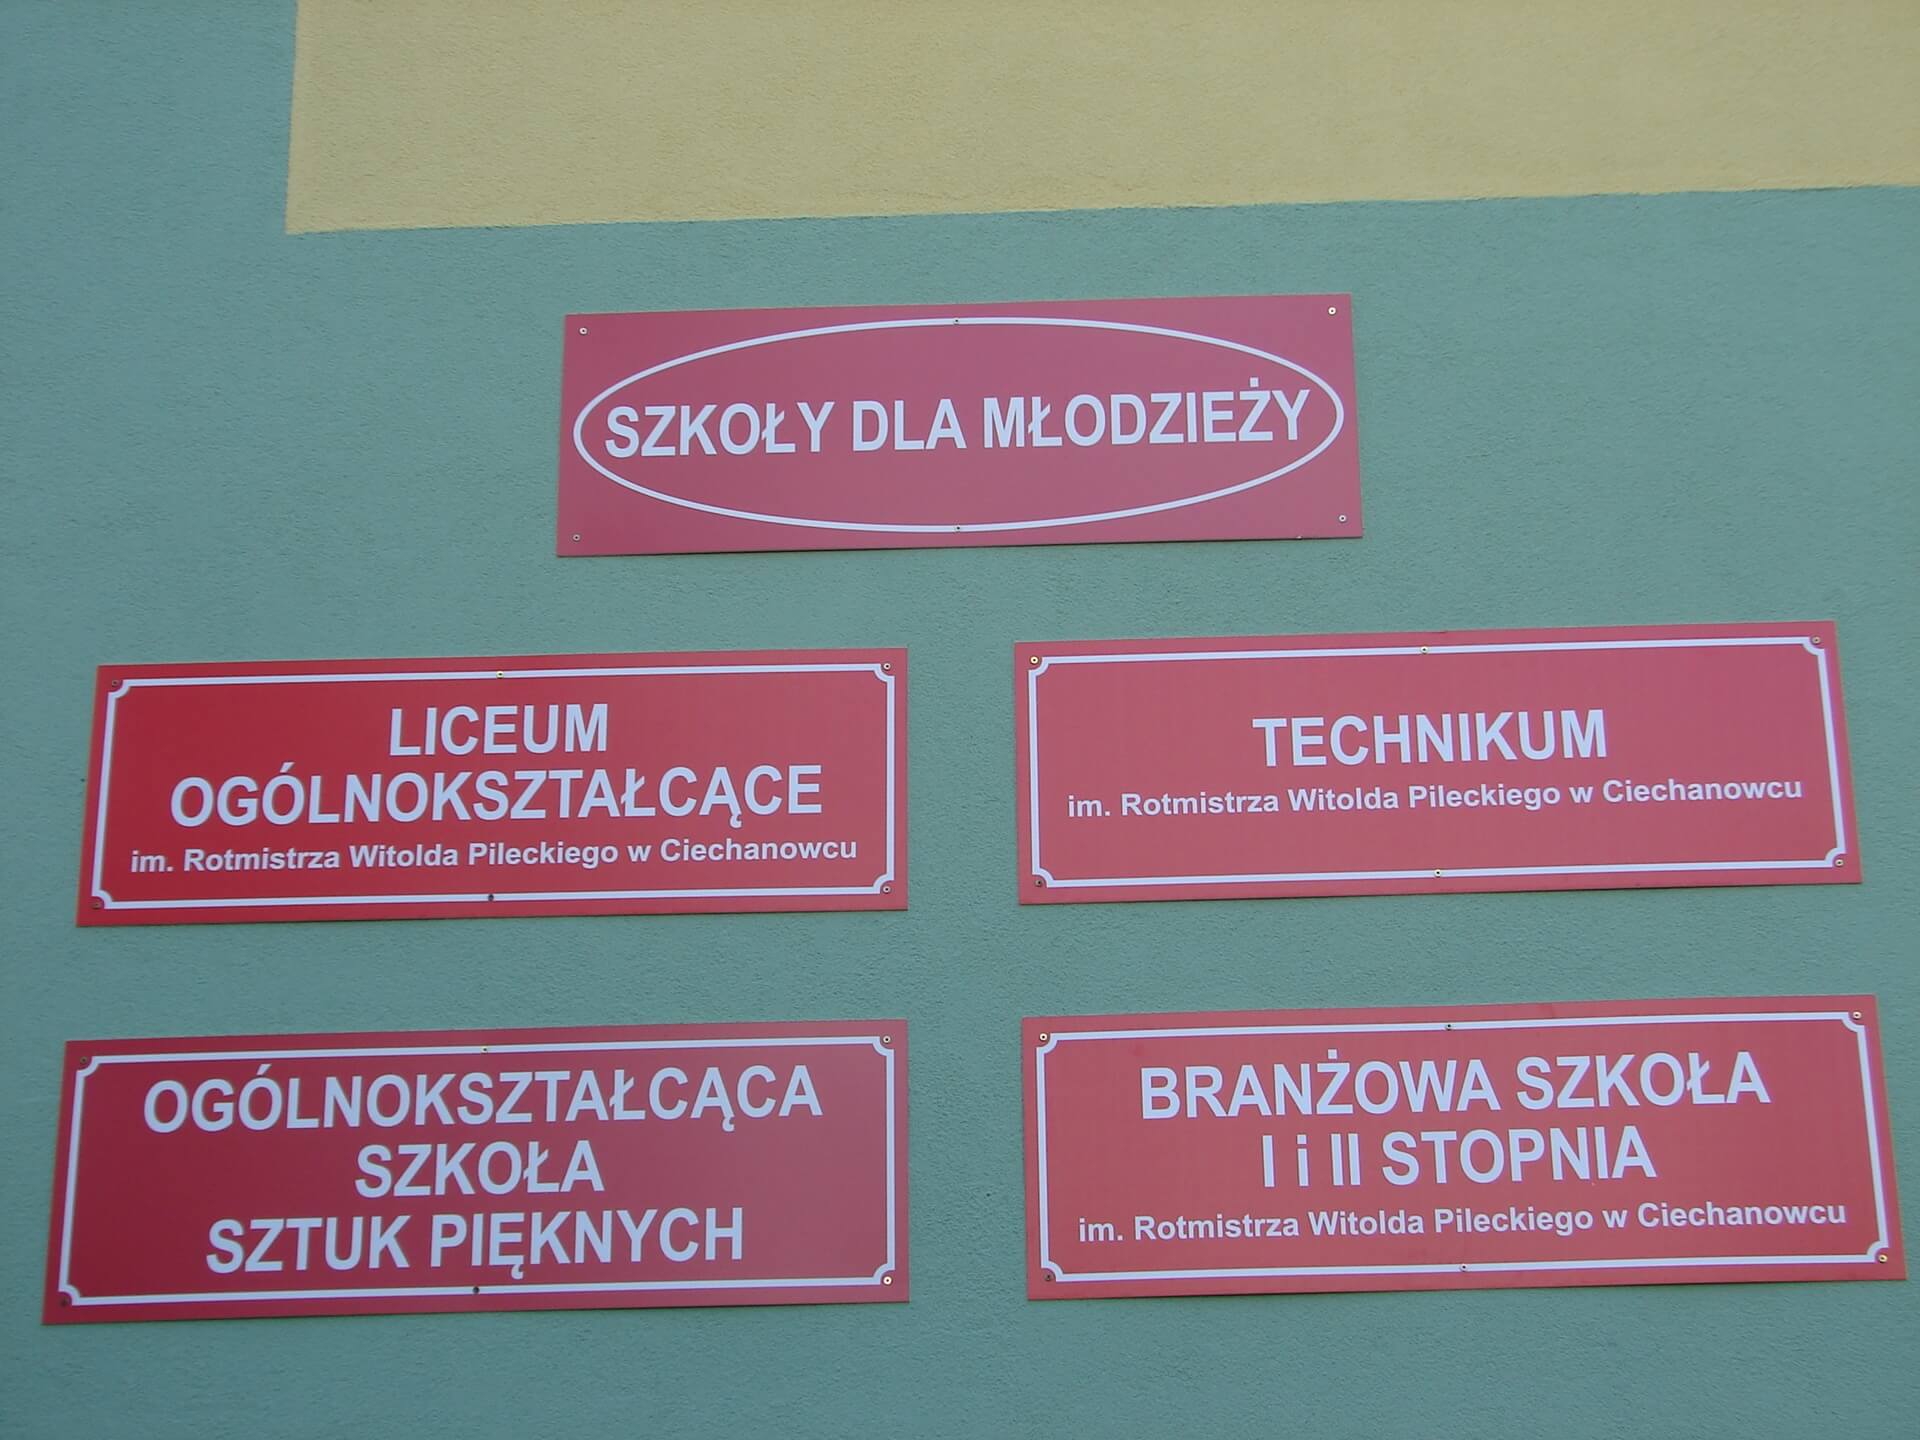 SZKOŁY DLA MŁODZIEŻY
LICEUM
OGÓLNOKSZTAŁCĄCE
im. Rotmistrza Witolda Pileckiego w Ciechanowcu
TECHNIKUM
im. Rotmistrza Witolda Pileckiego w Ciechanowcu
OGÓLNOKSZTAŁCĄCA
SZKOŁA
SZTUK PIĘKNYCH
BRANŻOWA SZKOŁA
I i II STOPNIA
im. Rotmistrza Witolda Pileckiego w Ciechanowcu